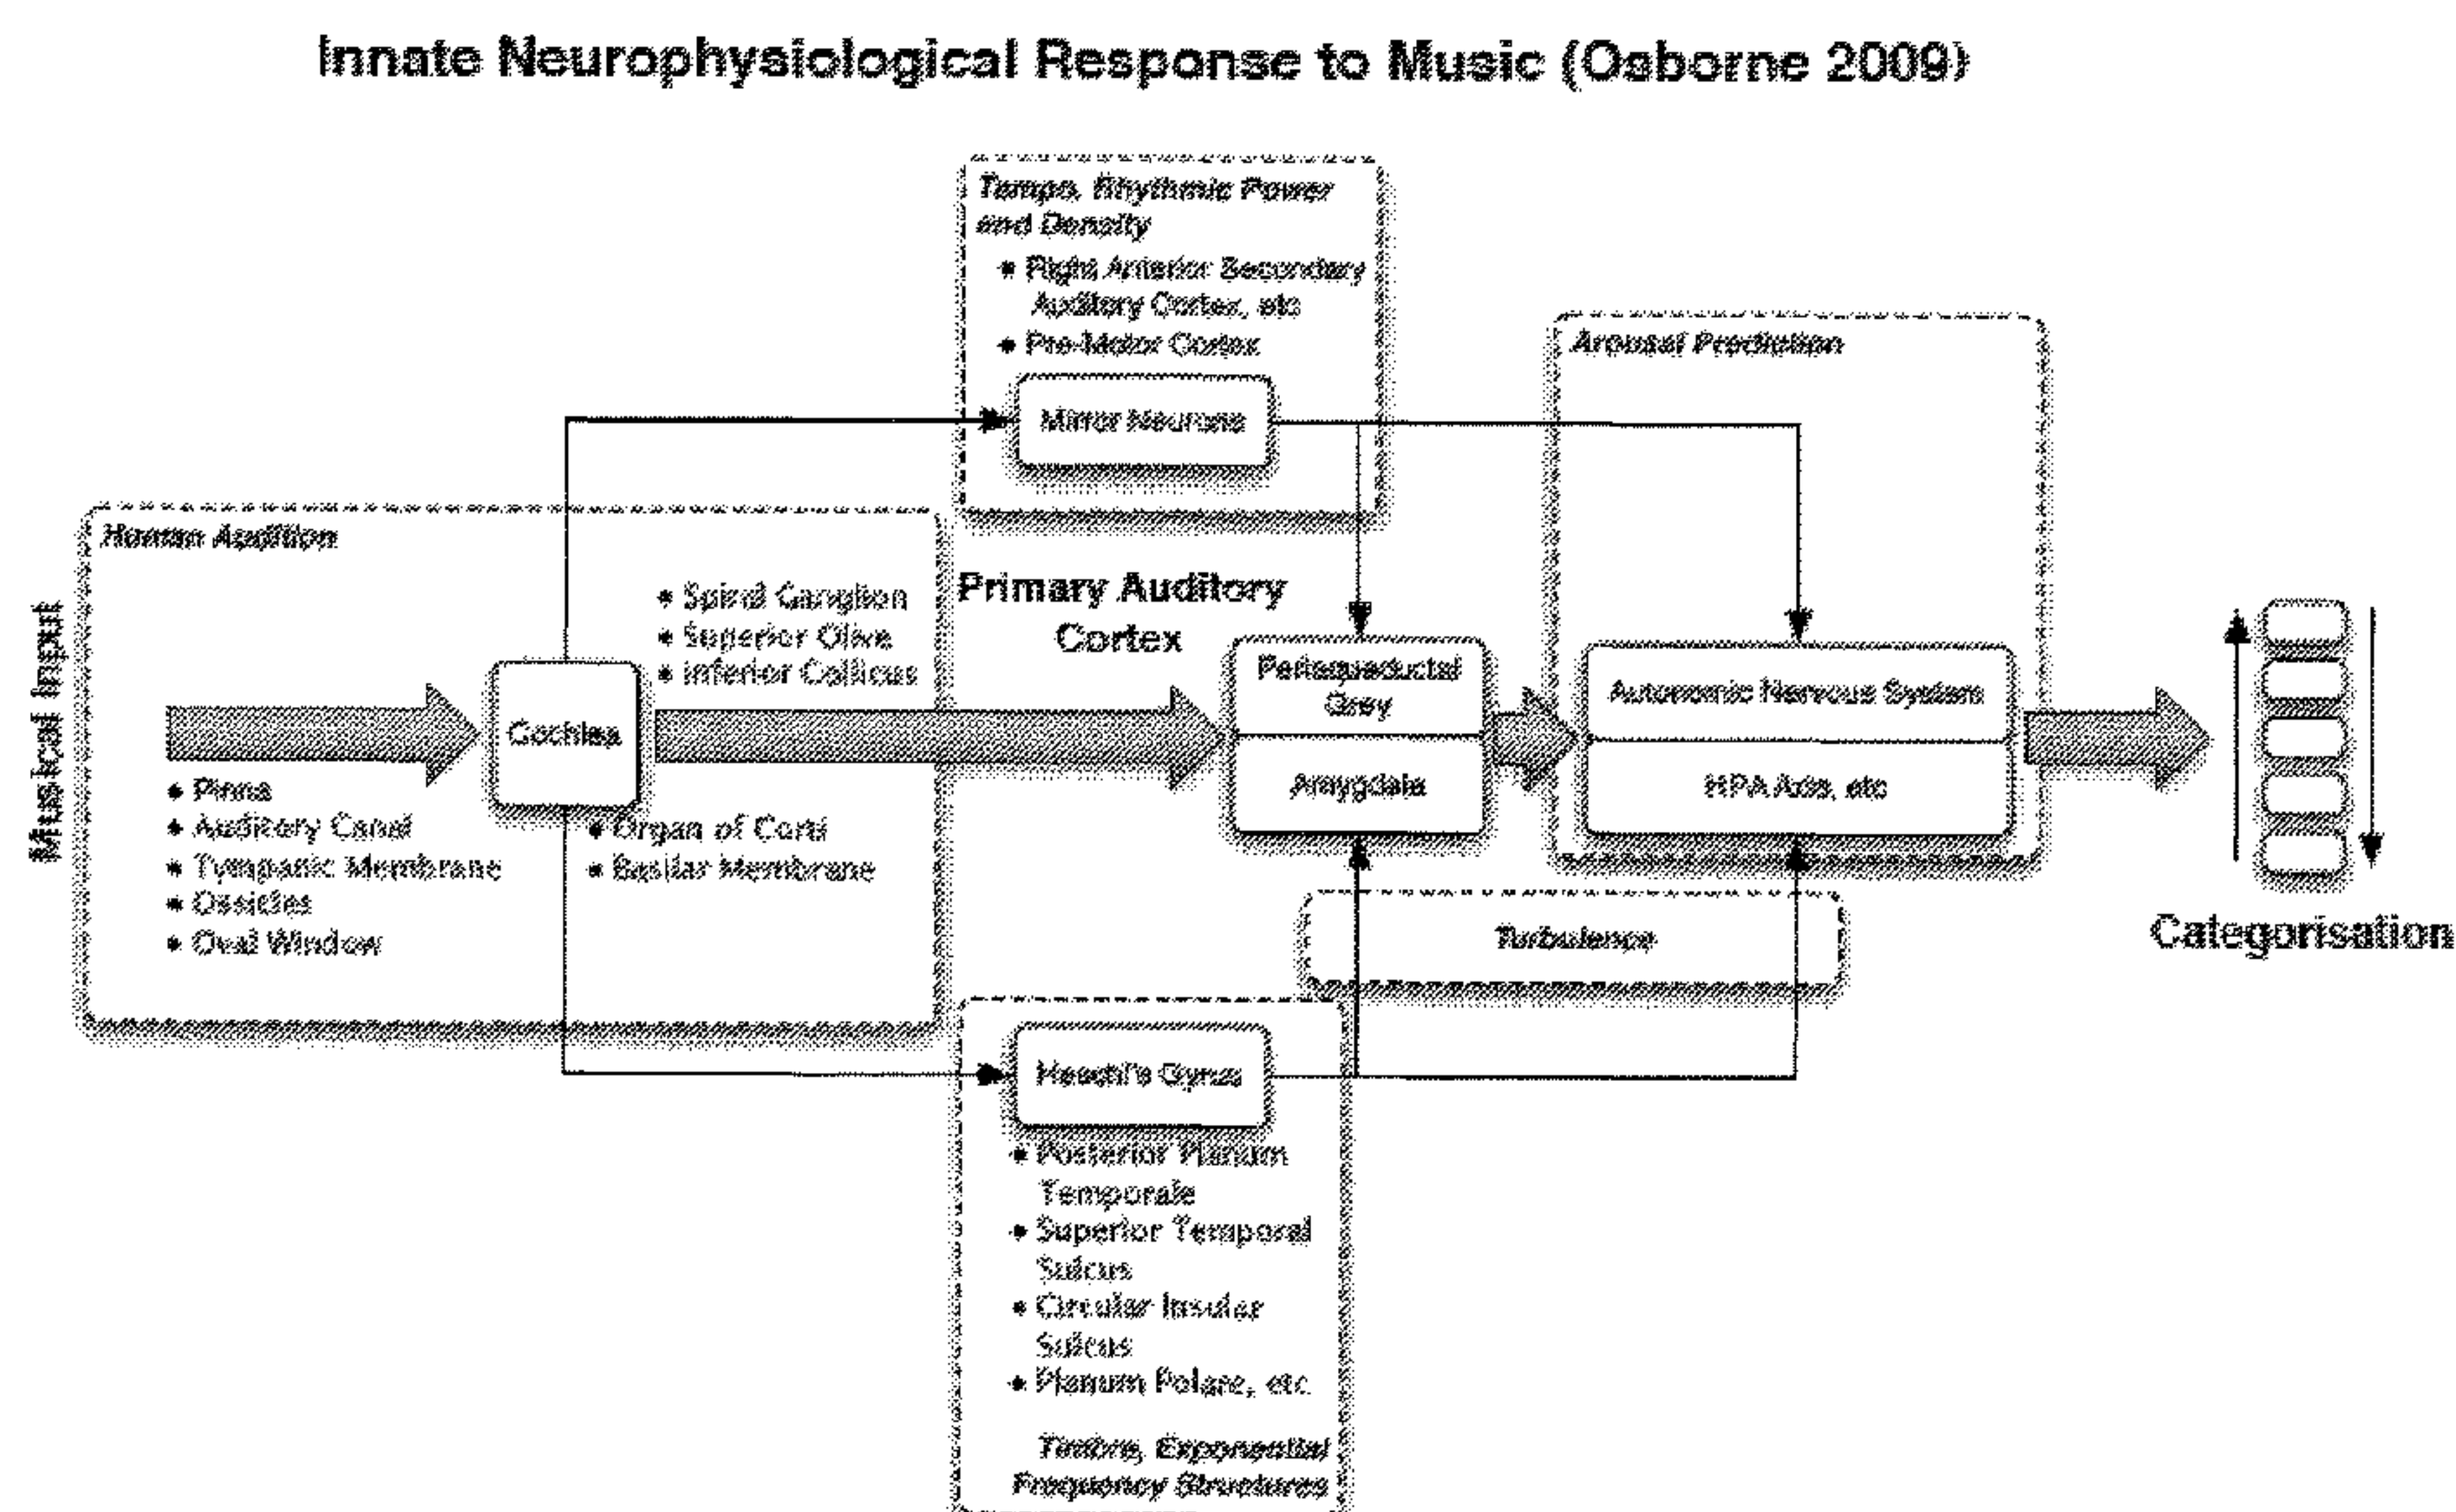 Innate Neurophysiological Response to Music (Osborne 2009)
Tempo, Rhythmic Power
and Density
• Right Anterior Secondary
Auditory Cortex, etc
• Pre-Motor Cortex
Mirror Neurons
Arousal Prediction
Human Audition
Musical Input
• Spiral Ganglion
• Superior Olive
• Inferior Collicus
Primary Auditory
Cortex
Cochlea
Periaqueductal
Grey
Amygdala
Autonomic Nervous System
HPA Axis, etc
• Pinna
• Auditory Canal
• Tympanic Membrane
• Ossicles
• Oval Window
• Organ of Corti
• Basilar Membrane
Turbulence
Categorisation
Heschl's Gyrus
• Posterior Planum
Temporale
• Superior Temporal
Sulcus
• Circular Insular
Sulcus
• Planum Polare, etc
Timbre, Exponential
Frequency Structures